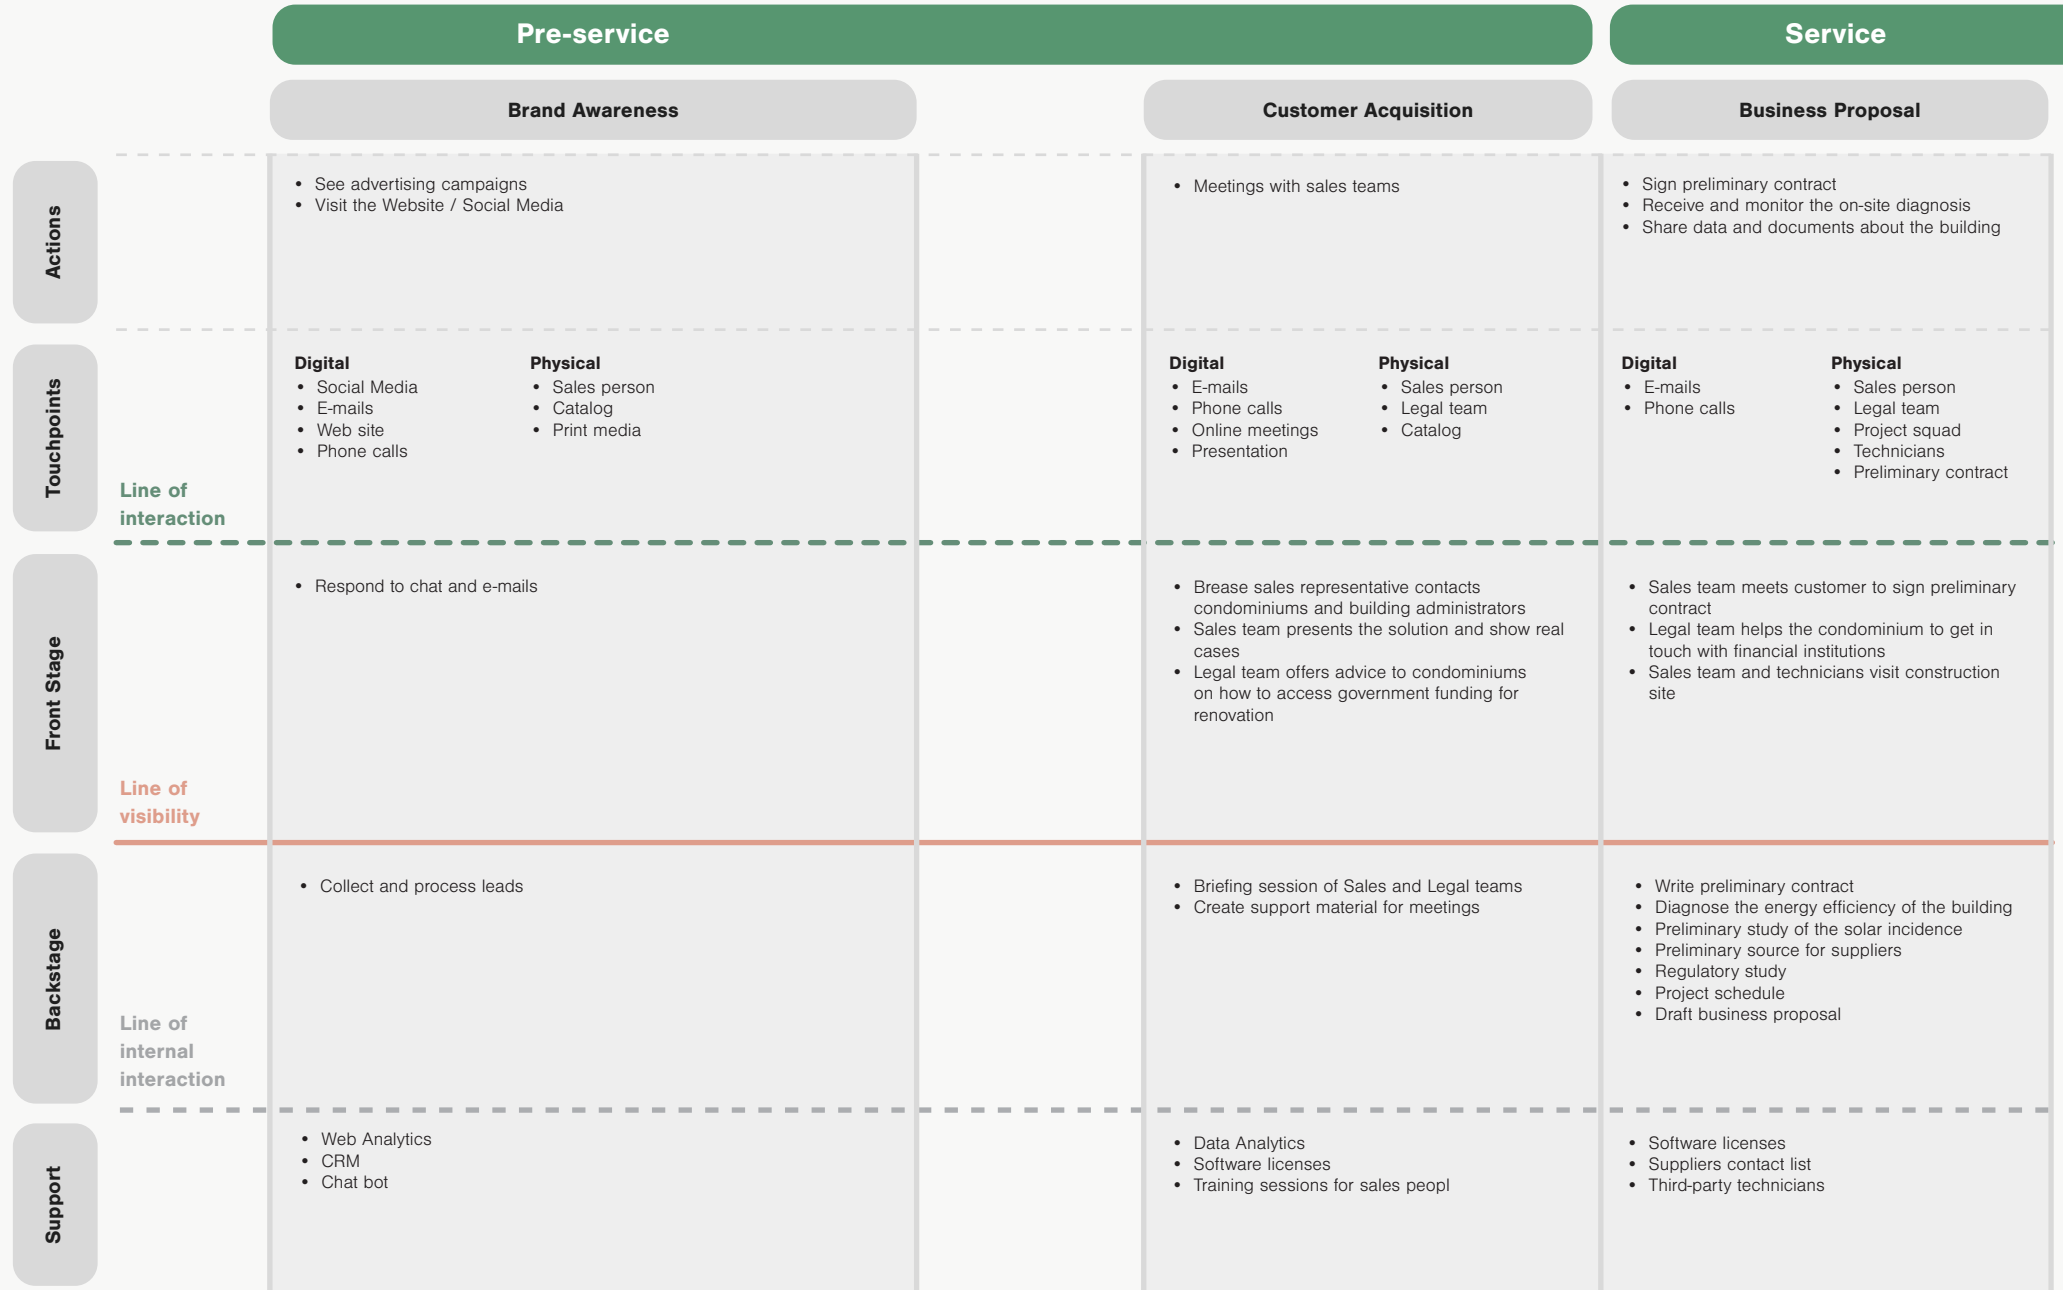 Pre-service
Service
Brand Awareness
Customer Acquisition
Business Proposal
Actions
• See advertising campaigns
• Visit the Website / Social Media
• Meetings with sales teams
• Sign preliminary contract
• Receive and monitor the on-site diagnosis
• Share data and documents about the building
Touchpoints
Digital
• Social Media
• E-mails
• Web site
• Phone calls
Physical
• Sales person
• Catalog
• Print media
Digital
• E-mails
• Phone calls
• Online meetings
• Presentation
Physical
• Sales person
• Legal team
• Catalog
Digital
• E-mails
• Phone calls
Physical
• Sales person
• Legal team
• Project squad
• Technicians
• Preliminary contract
Line of
interaction
Front Stage
• Respond to chat and e-mails
• Brease sales representative contacts
condominiums and building administrators
• Sales team presents the solution and show real
cases
• Legal team offers advice to condominiums
on how to access government funding for
renovation
• Sales team meets customer to sign preliminary
contract
• Legal team helps the condominium to get in
touch with financial institutions
• Sales team and technicians visit construction
site
Line of
visibility
Backstage
• Collect and process leads
• Briefing session of Sales and Legal teams
• Create support material for meetings
• Write preliminary contract
• Diagnose the energy efficiency of the building
• Preliminary study of the solar incidence
• Preliminary source for suppliers
• Regulatory study
• Project schedule
• Draft business proposal
Line of
internal
interaction
Support
• Web Analytics
• CRM
• Chat bot
• Data Analytics
• Software licenses
• Training sessions for sales peopl
• Software licenses
• Suppliers contact list
• Third-party technicians